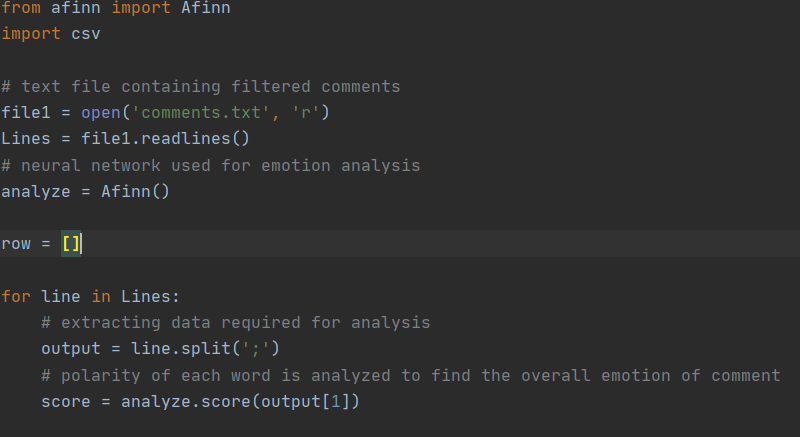 from afinn import Afinn
import csv
# text file containing filtered comments
file1 = open('comments.txt', 'r')
Lines = file1.readlines()
# neural network used for emotion analysis
analyze = Afinn()
row = []
for line in Lines:
    # extracting data required for analysis
    output = line.split(';')
    # polarity of each word is analyzed to find the overall emotion of comment
    score = analyze.score(output[1])